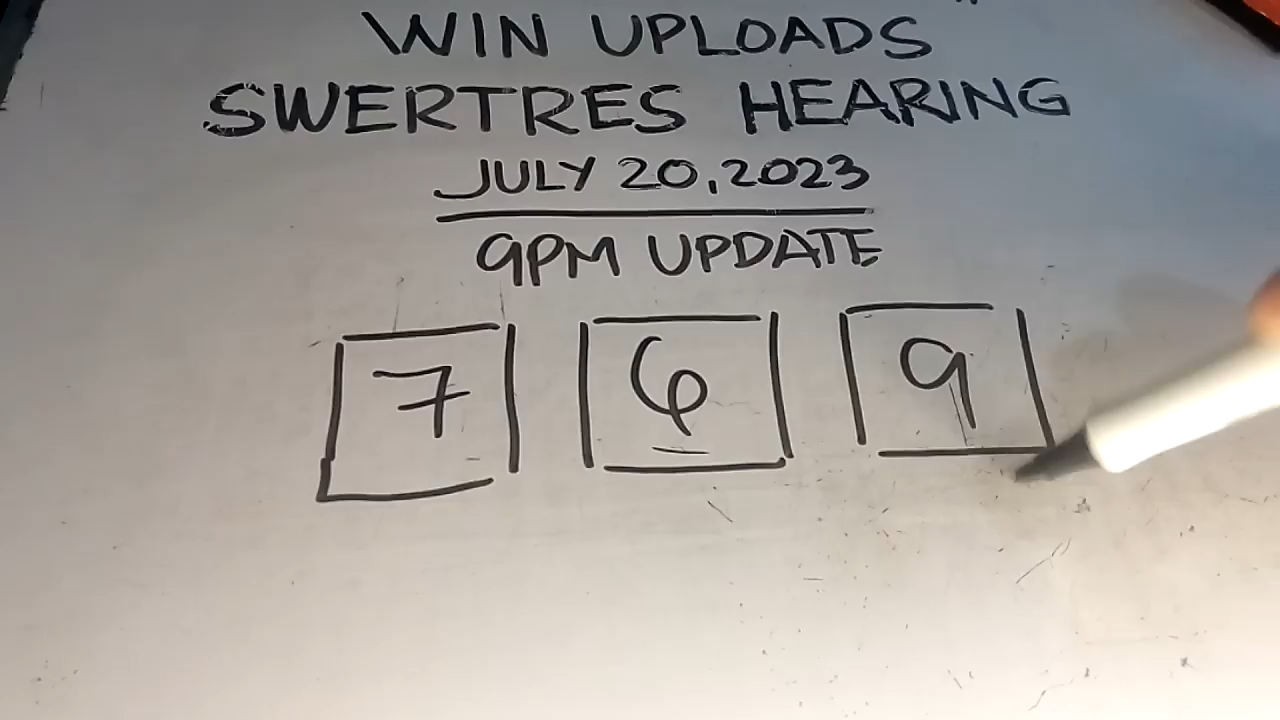 WIN UPLOADS"
SWERTRES HEARING
JULY 20, 2023
9PM UPDATE
7 6 9